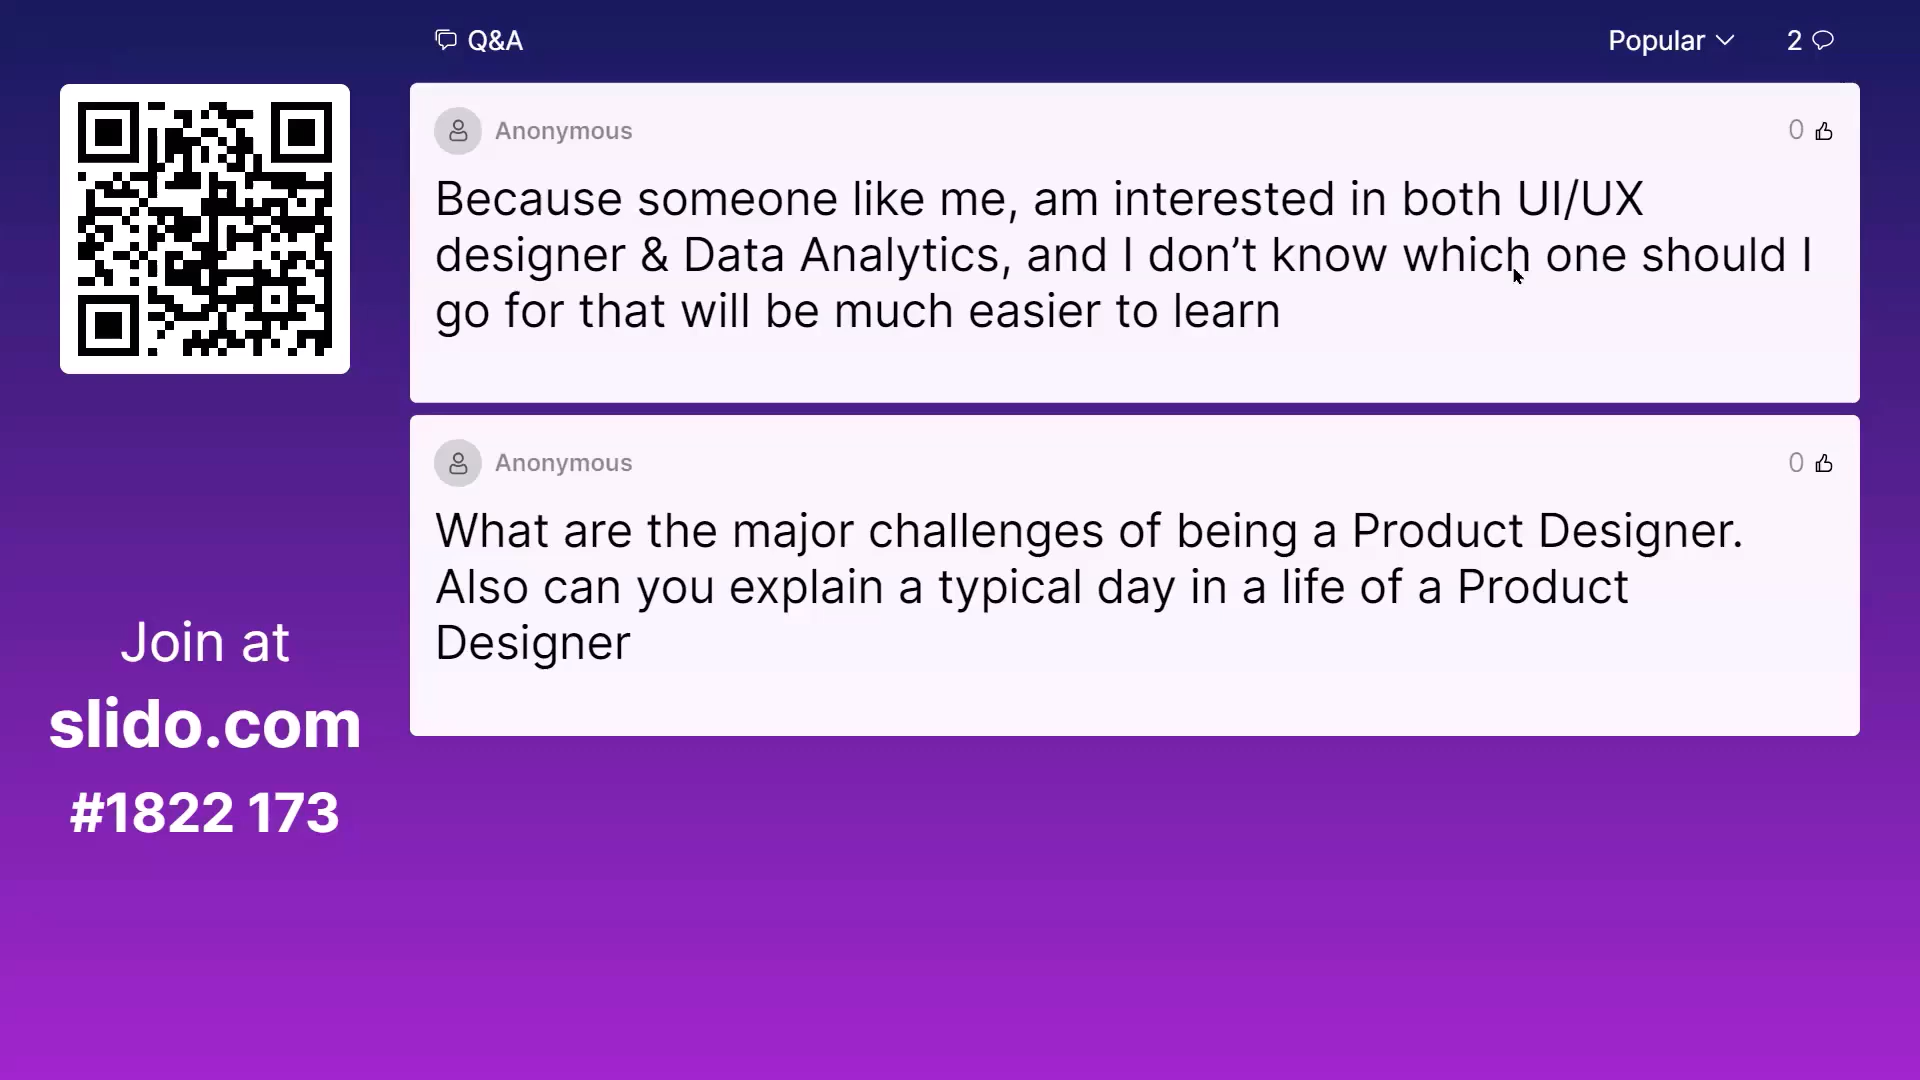 Q&A
Popular
2
Anonymous
0
Because someone like me, am interested in both UI/UX
designer & Data Analytics, and I don’t know which one should I
go for that will be much easier to learn
Anonymous
0
What are the major challenges of being a Product Designer.
Also can you explain a typical day in a life of a Product
Designer
Join at
slido.com
#1822 173